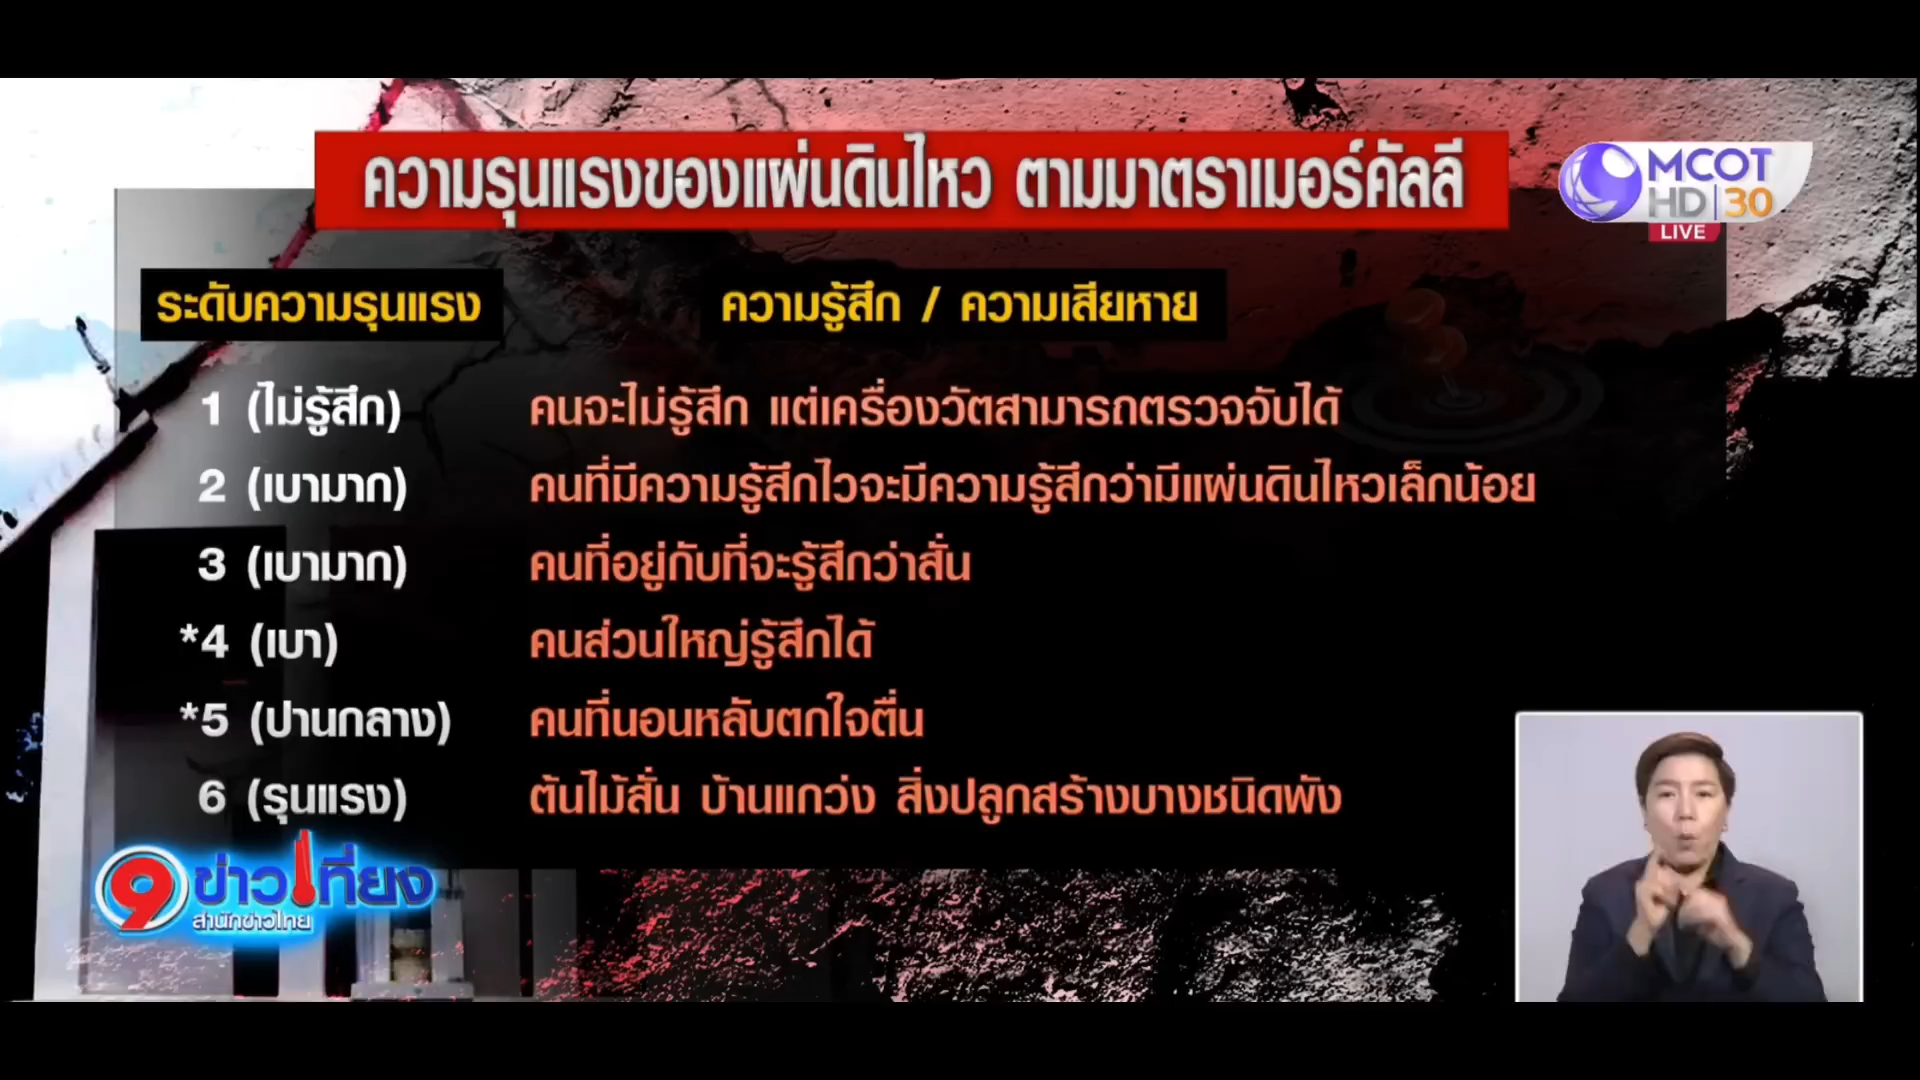 ความรุนแรงของแผ่นดินไหว ตามมาตราเมอร์คัลลี
MCOT
HD 30
LIVE
ระดับความรุนแรง ความรู้สึก / ความเสียหาย
1 (ไม่รู้สึก) คนจะไม่รู้สึก แต่เครื่องวัตสามารถตรวจจับได้
2 (เบามาก) คนที่มีความรู้สึกไวจะมีความรู้สึกว่ามีแผ่นดินไหวเล็กน้อย
3 (เบามาก) คนที่อยู่กับที่จะรู้สึกว่าสั่น
*4 (เบา) คนส่วนใหญ่รู้สึกได้
*5 (ปานกลาง) คนที่นอนหลับตกใจตื่น
6 (รุนแรง) ต้นไม้สั่น บ้านแกว่ง สิ่งปลูกสร้างบางชนิดพัง
9 ข่าวเที่ยง
สำนักข่าวไทย